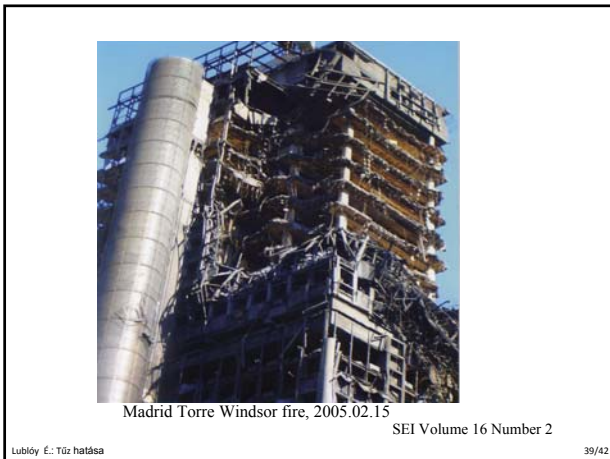 Madrid Torre Windsor fire, 2005.02.15
SEI Volume 16 Number 2
Lublóy É.: Tűz hatása 39/42